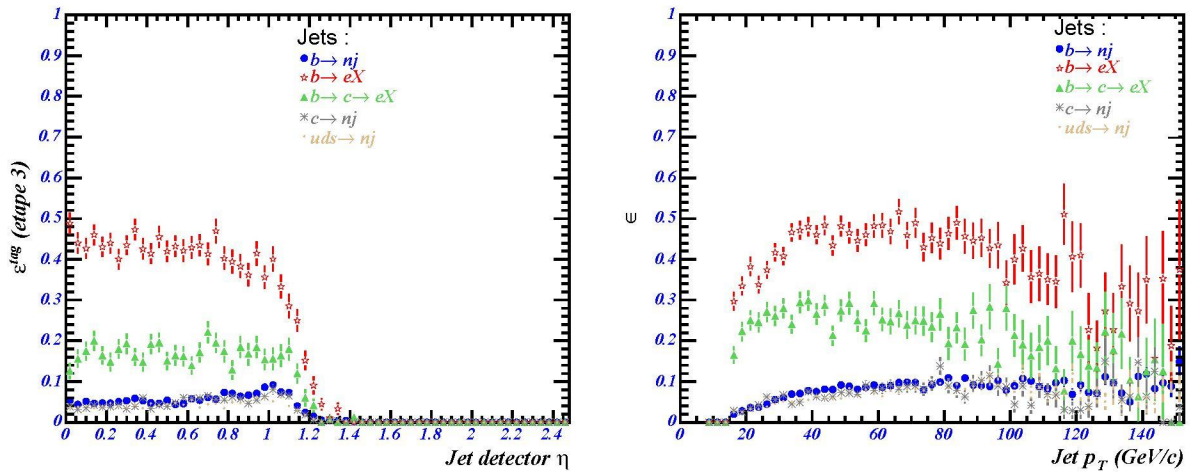 Jets :
b→ nj
b→ eX
b→ c→ eX
c→ nj
uds→ nj
ε^tag (etape 3)
1
0.9
0.8
0.7
0.6
0.5
0.4
0.3
0.2
0.1
0
0 0.2 0.4 0.6 0.8 1 1.2 1.4 1.6 1.8 2 2.2 2.4
Jet detector η
Jets :
b→ nj
b→ eX
b→ c→ eX
c→ nj
uds→ nj
ϵ
1
0.9
0.8
0.7
0.6
0.5
0.4
0.3
0.2
0.1
0
0 20 40 60 80 100 120 140
Jet p_T (GeV/c)